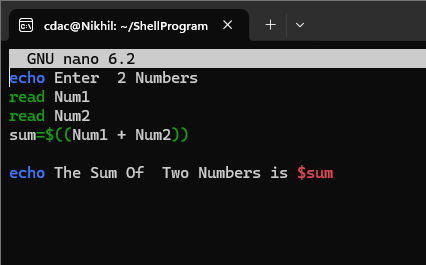 cdac@Nikhil: ~/ShellProgram
GNU nano 6.2
echo Enter  2 Numbers
read Num1
read Num2
sum=$((Num1 + Num2))
echo The Sum Of  Two Numbers is $sum